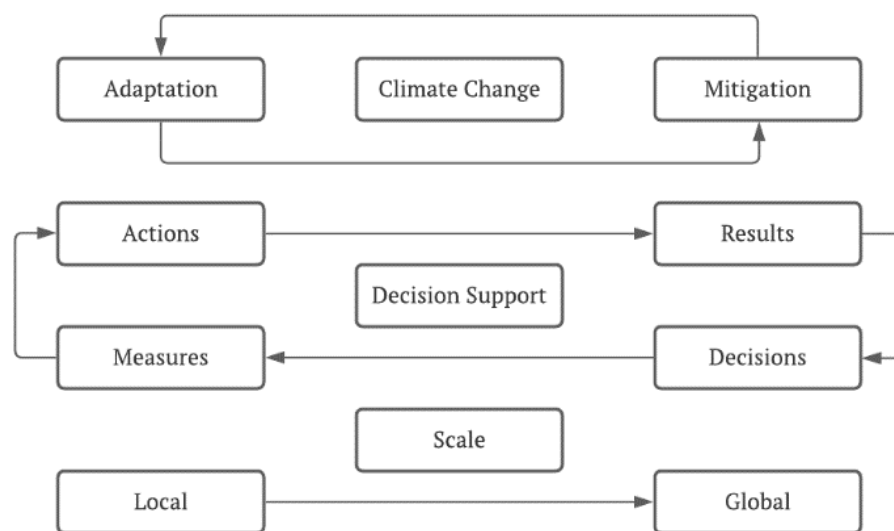 Adaptation
Climate Change
Mitigation
Actions
Results
Decision Support
Measures
Decisions
Scale
Local
Global